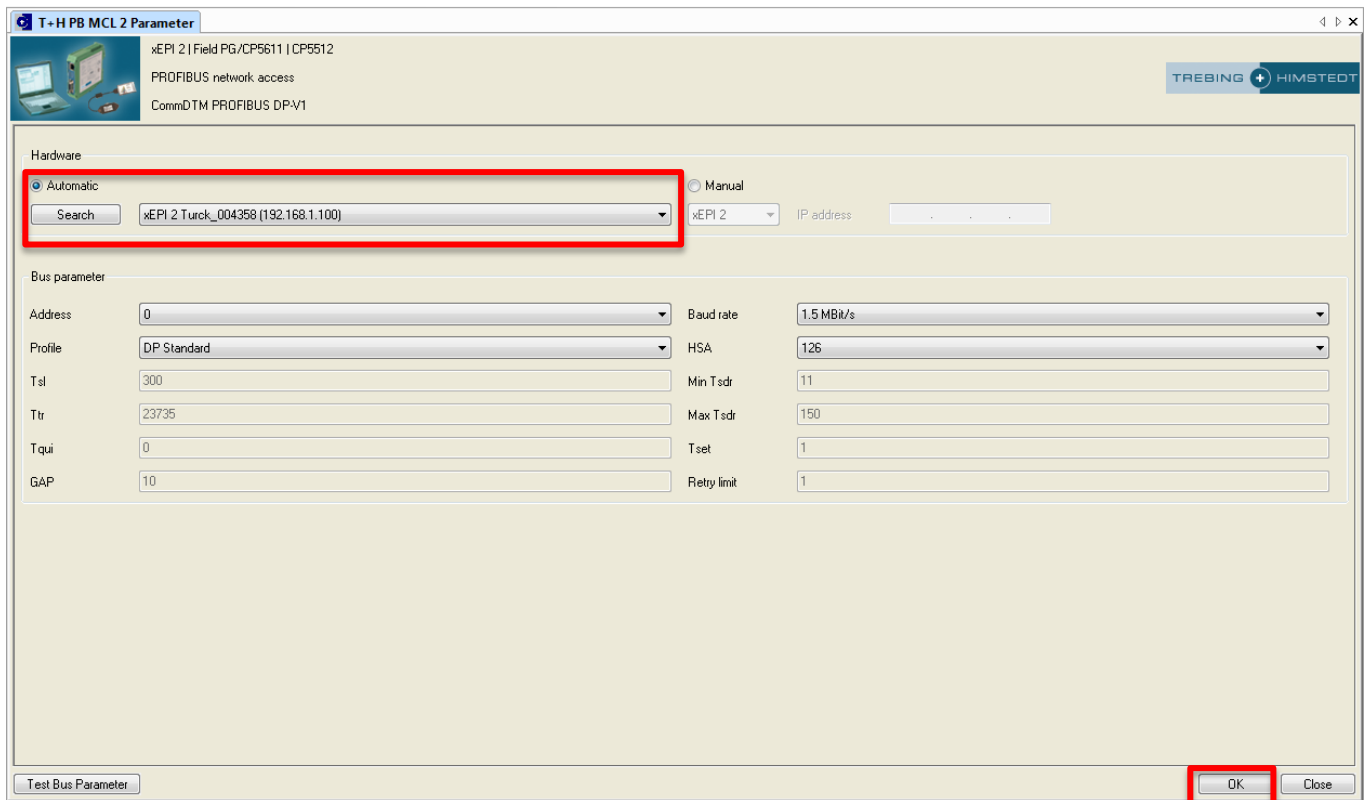 T+H PB MCL 2 Parameter
xEPI 2 | Field PG/CP5611 | CP5512
PROFIBUS network access
CommDTM PROFIBUS DP-V1
TREBING + HIMSTEDT
Hardware
Automatic
Manual
Search
xEPI 2 Turck_004358 (192.168.1.100)
xEPI 2
IP address
. . .
Bus parameter
Address
0
Baud rate
1.5 MBit/s
Profile
DP Standard
HSA
126
Tsl
300
Min Tsdr
11
Ttr
23735
Max Tsdr
150
Tqui
0
Tset
1
GAP
10
Retry limit
1
Test Bus Parameter
OK
Close